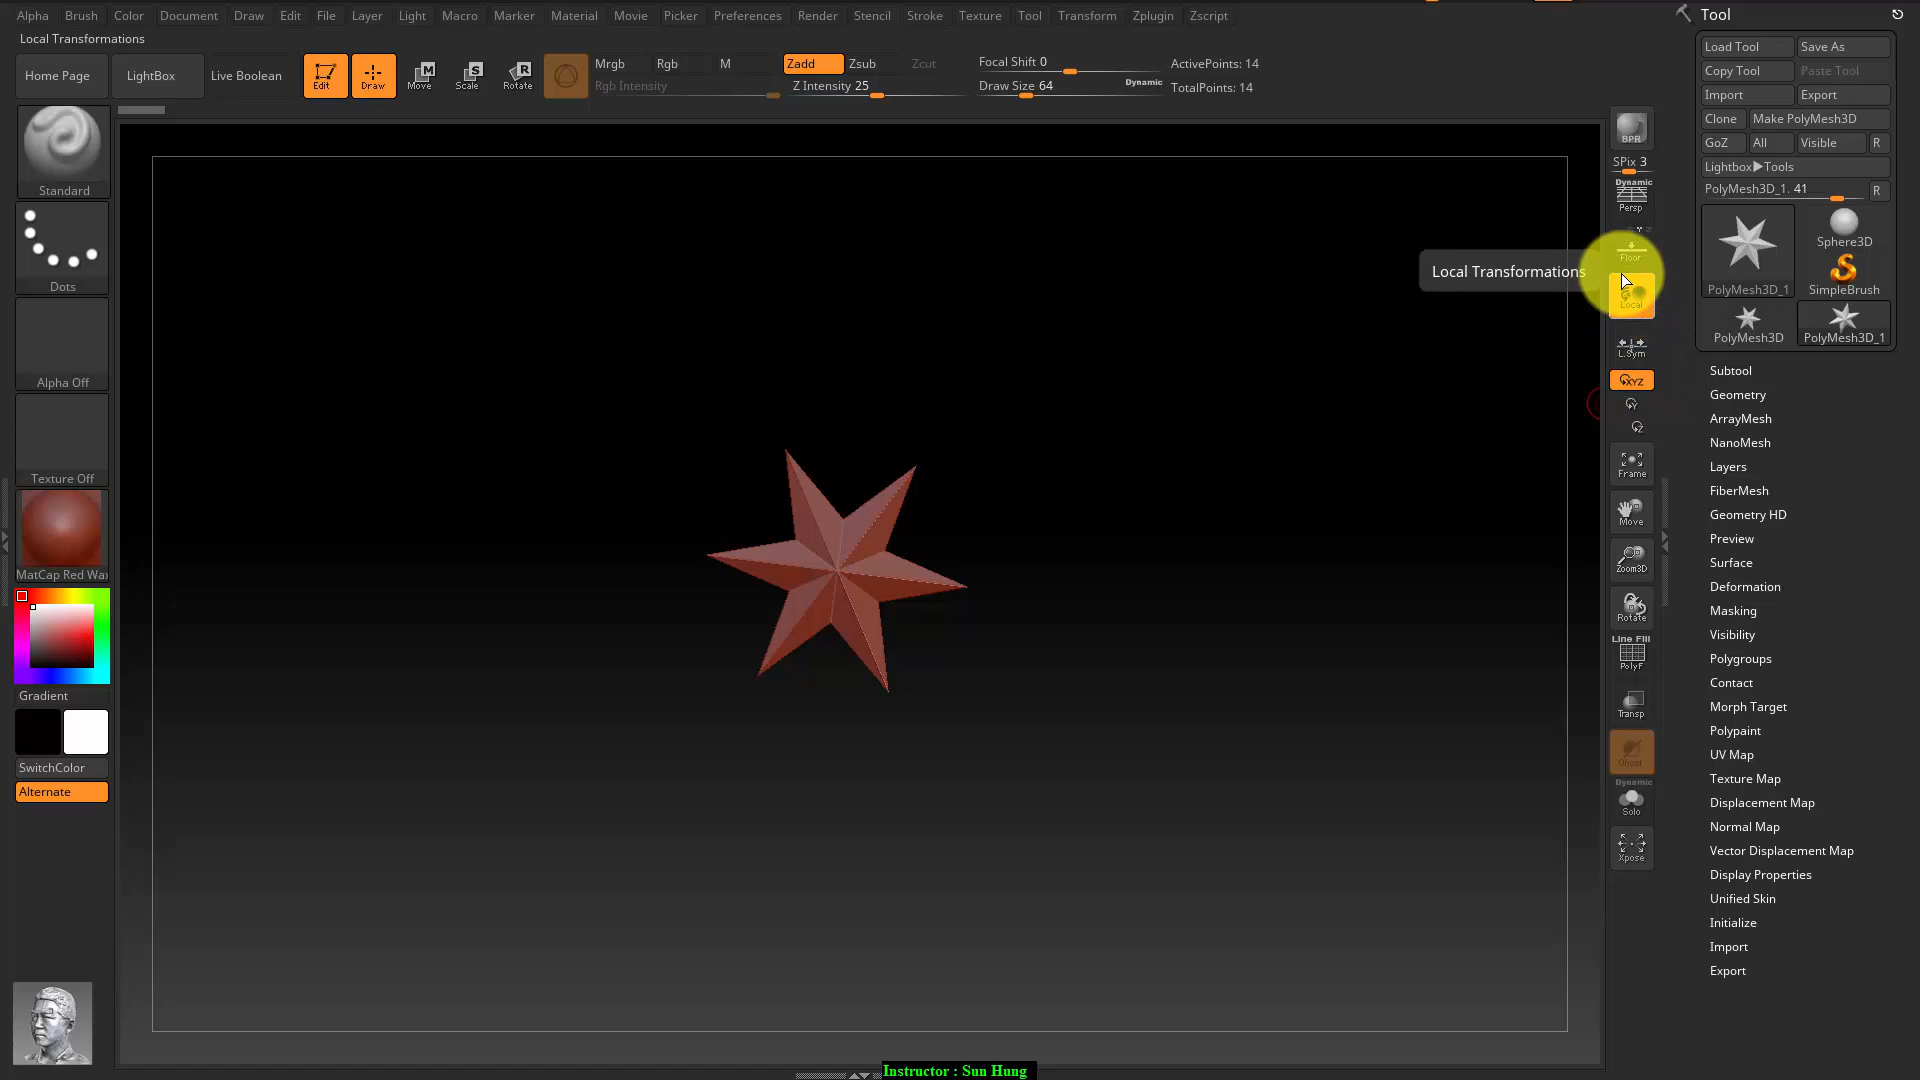 Alpha Brush Color Document Draw Edit File Layer Light Macro Marker Material Movie Picker Preferences Render Stencil Stroke Texture Tool Transform Zplugin Zscript
Tool
Local Transformations
Home Page
LightBox
Live Boolean
Edit
Draw
Move
Scale
Rotate
Mrgb Rgb M
Rgb Intensity
Zadd Zsub Zcut
Z Intensity 25
Focal Shift 0
Draw Size 64
Dynamic
ActivePoints: 14
TotalPoints: 14
Standard
Dots
Alpha Off
Texture Off
MatCap Red Wax
Gradient
SwitchColor
Alternate
Local Transformations
BPR
SPix 3
Dynamic
Persp
Floor
Local
L.Sym
XYZ
Y
Z
Frame
Move
Zoom3D
Rotate
Line Fill
PolyF
Transp
Dynamic
Solo
Xpose
Load Tool Save As
Copy Tool Paste Tool
Import Export
Clone Make PolyMesh3D
GoZ All Visible R
Lightbox▶Tools
PolyMesh3D_1. 41 R
PolyMesh3D_1
Sphere3D
SimpleBrush
PolyMesh3D
PolyMesh3D_1
Subtool
Geometry
ArrayMesh
NanoMesh
Layers
FiberMesh
Geometry HD
Preview
Surface
Deformation
Masking
Visibility
Polygroups
Contact
Morph Target
Polypaint
UV Map
Texture Map
Displacement Map
Normal Map
Vector Displacement Map
Display Properties
Unified Skin
Initialize
Import
Export
Instructor : Sun Hung